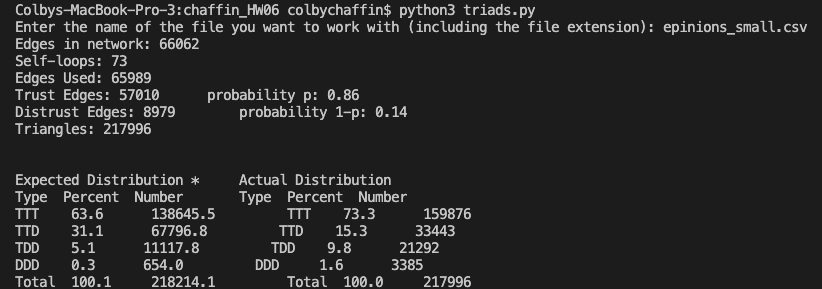 Colbys-MacBook-Pro-3:chaffin_HW06 colbychaffin$ python3 triads.py
Enter the name of the file you want to work with (including the file extension): epinions_small.csv
Edges in network: 66062
Self-loops: 73
Edges Used: 65989
Trust Edges: 57010 probability p: 0.86
Distrust Edges: 8979 probability 1-p: 0.14
Triangles: 217996
Expected Distribution * Actual Distribution
Type Percent Number Type Percent Number
TTT 63.6 138645.5 TTT 73.3 159876
TTD 31.1 67796.8 TTD 15.3 33443
TDD 5.1 11117.8 TDD 9.8 21292
DDD 0.3 654.0 DDD 1.6 3385
Total 100.1 218214.1 Total 100.0 217996